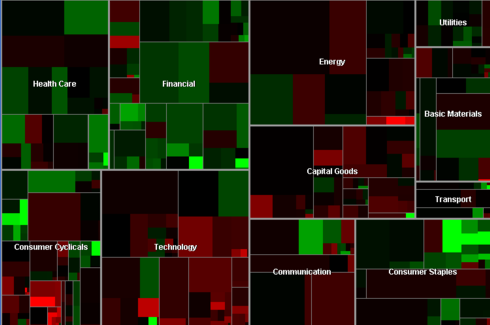 Utilities
Energy
Health Care
Financial
Basic Materials
Capital Goods
Transport
Consumer Cyclicals
Technology
Communication
Consumer Staples